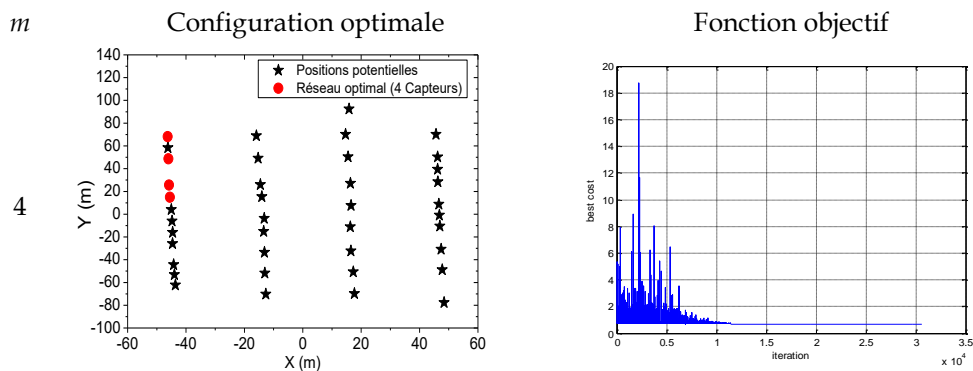 m Configuration optimale Fonction objectif
4
Positions potentielles
Réseau optimal (4 Capteurs)
Y (m)
140
120
100
80
60
40
20
0
-20
-40
-60
-80
-100
-60 -40 -20 0 20 40 60
X (m)
best cost
20
18
16
14
12
10
8
6
4
2
0
0 0.5 1 1.5 2 2.5 3 3.5
x 10^4
iteration